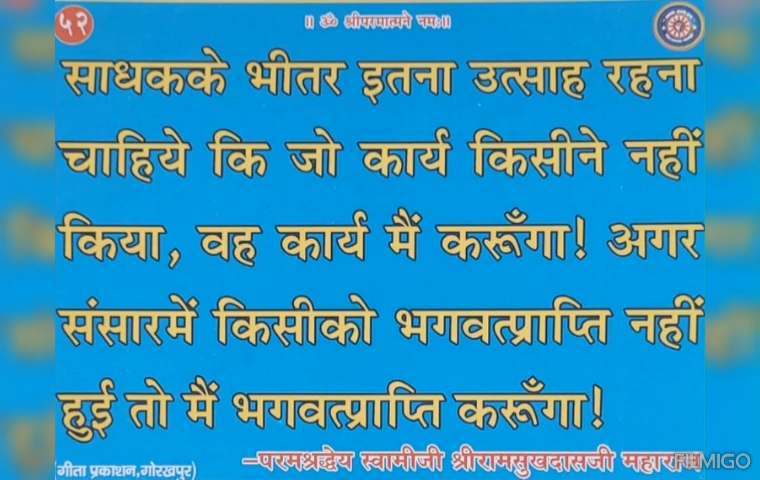 ५२
॥ ॐ श्रीपरमात्मने नमः॥
साधकके भीतर इतना उत्साह रहना
चाहिये कि जो कार्य किसीने नहीं
किया, वह कार्य मैं करूँगा! अगर
संसारमें किसीको भगवत्प्राप्ति नहीं
हुई तो मैं भगवत्प्राप्ति करूँगा!
–परमश्रद्धेय स्वामीजी श्रीरामसुखदासजी महाराज
(गीता प्रकाशन,गोरखपुर)
FILMIGO